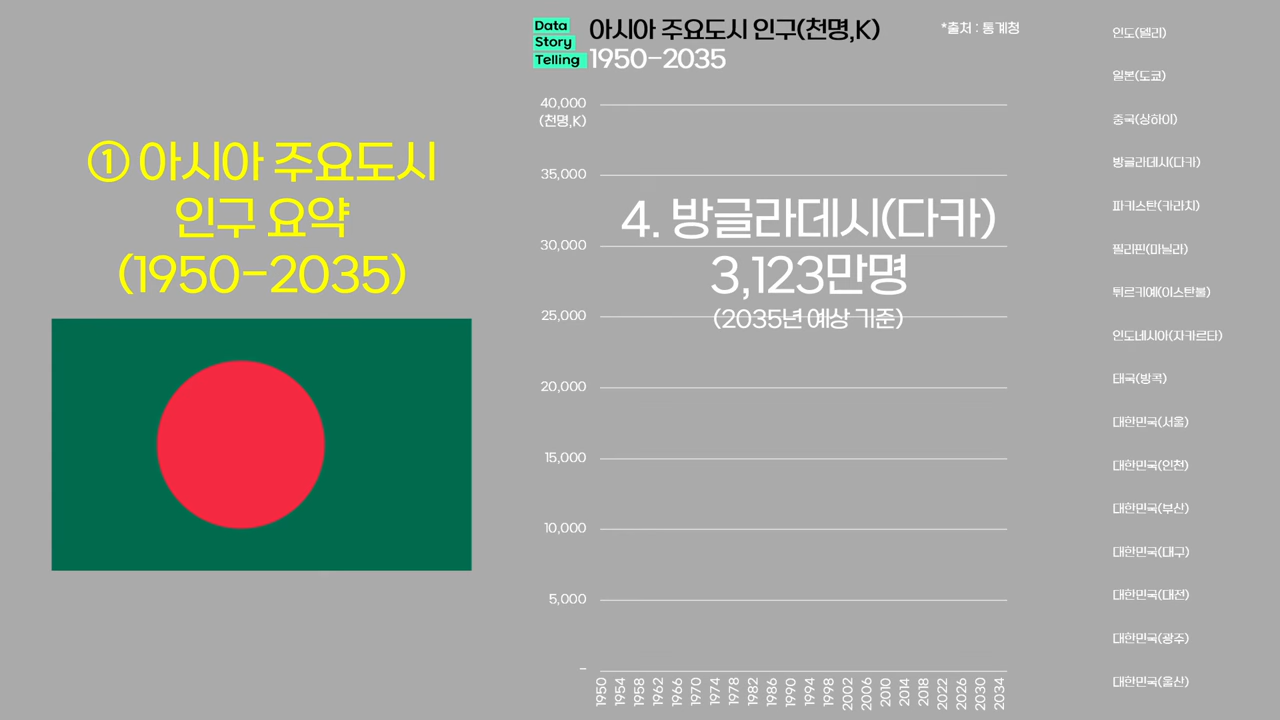 ① 아시아 주요도시
인구 요약
(1950-2035)
Data
Story
Telling
아시아 주요도시 인구(천명,K)
1950-2035
*출처 : 통계청
40,000
(천명,K)
35,000
30,000
25,000
20,000
15,000
10,000
5,000
-
4. 방글라데시(다카)
3,123만명
(2035년 예상 기준)
1950
1954
1958
1962
1966
1970
1974
1978
1982
1986
1990
1994
1998
2002
2006
2010
2014
2018
2022
2026
2030
2034
인도(델리)
일본(도쿄)
중국(상하이)
방글라데시(다카)
파키스탄(카라치)
필리핀(마닐라)
튀르키예(이스탄불)
인도네시아(자카르타)
태국(방콕)
대한민국(서울)
대한민국(인천)
대한민국(부산)
대한민국(대구)
대한민국(대전)
대한민국(광주)
대한민국(울산)